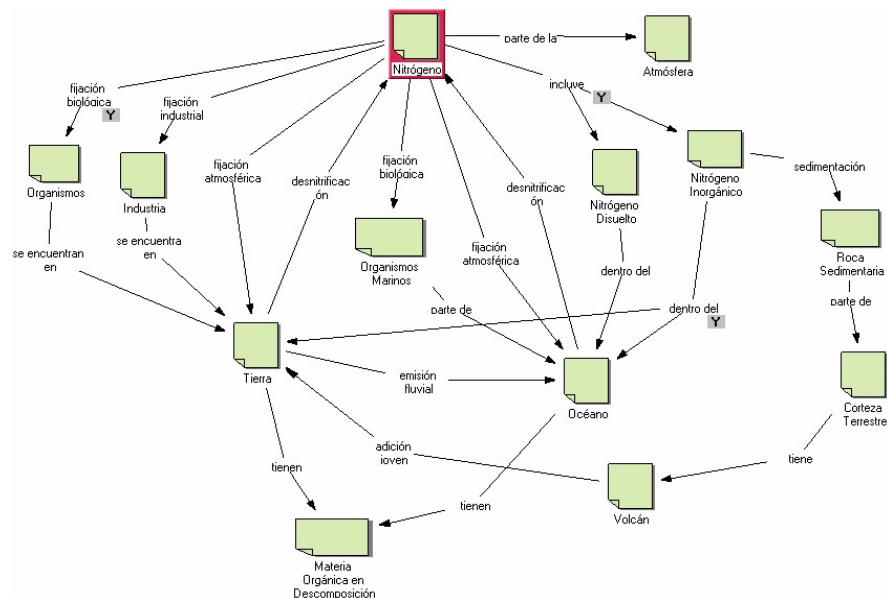 Nitrógeno
parte de la
Atmósfera
fijación
biológica
Y
fijación
industrial
incluye
Y
Organismos
Industria
fijación
atmosférica
desnitrificac
ión
fijación
biológica
desnitrificac
ión
Nitrógeno
Disuelto
Nitrógeno
Inorgánico
sedimentación
se encuentran
en
se encuentra
en
Organismos
Marinos
fijación
atmosférica
dentro del
Roca
Sedimentaria
parte de
dentro del
Y
parte de
Tierra
emisión
fluvial
Océano
Corteza
Terrestre
adición
joven
tienen
tienen
tiene
Volcán
Materia
Orgánica en
Descomposición